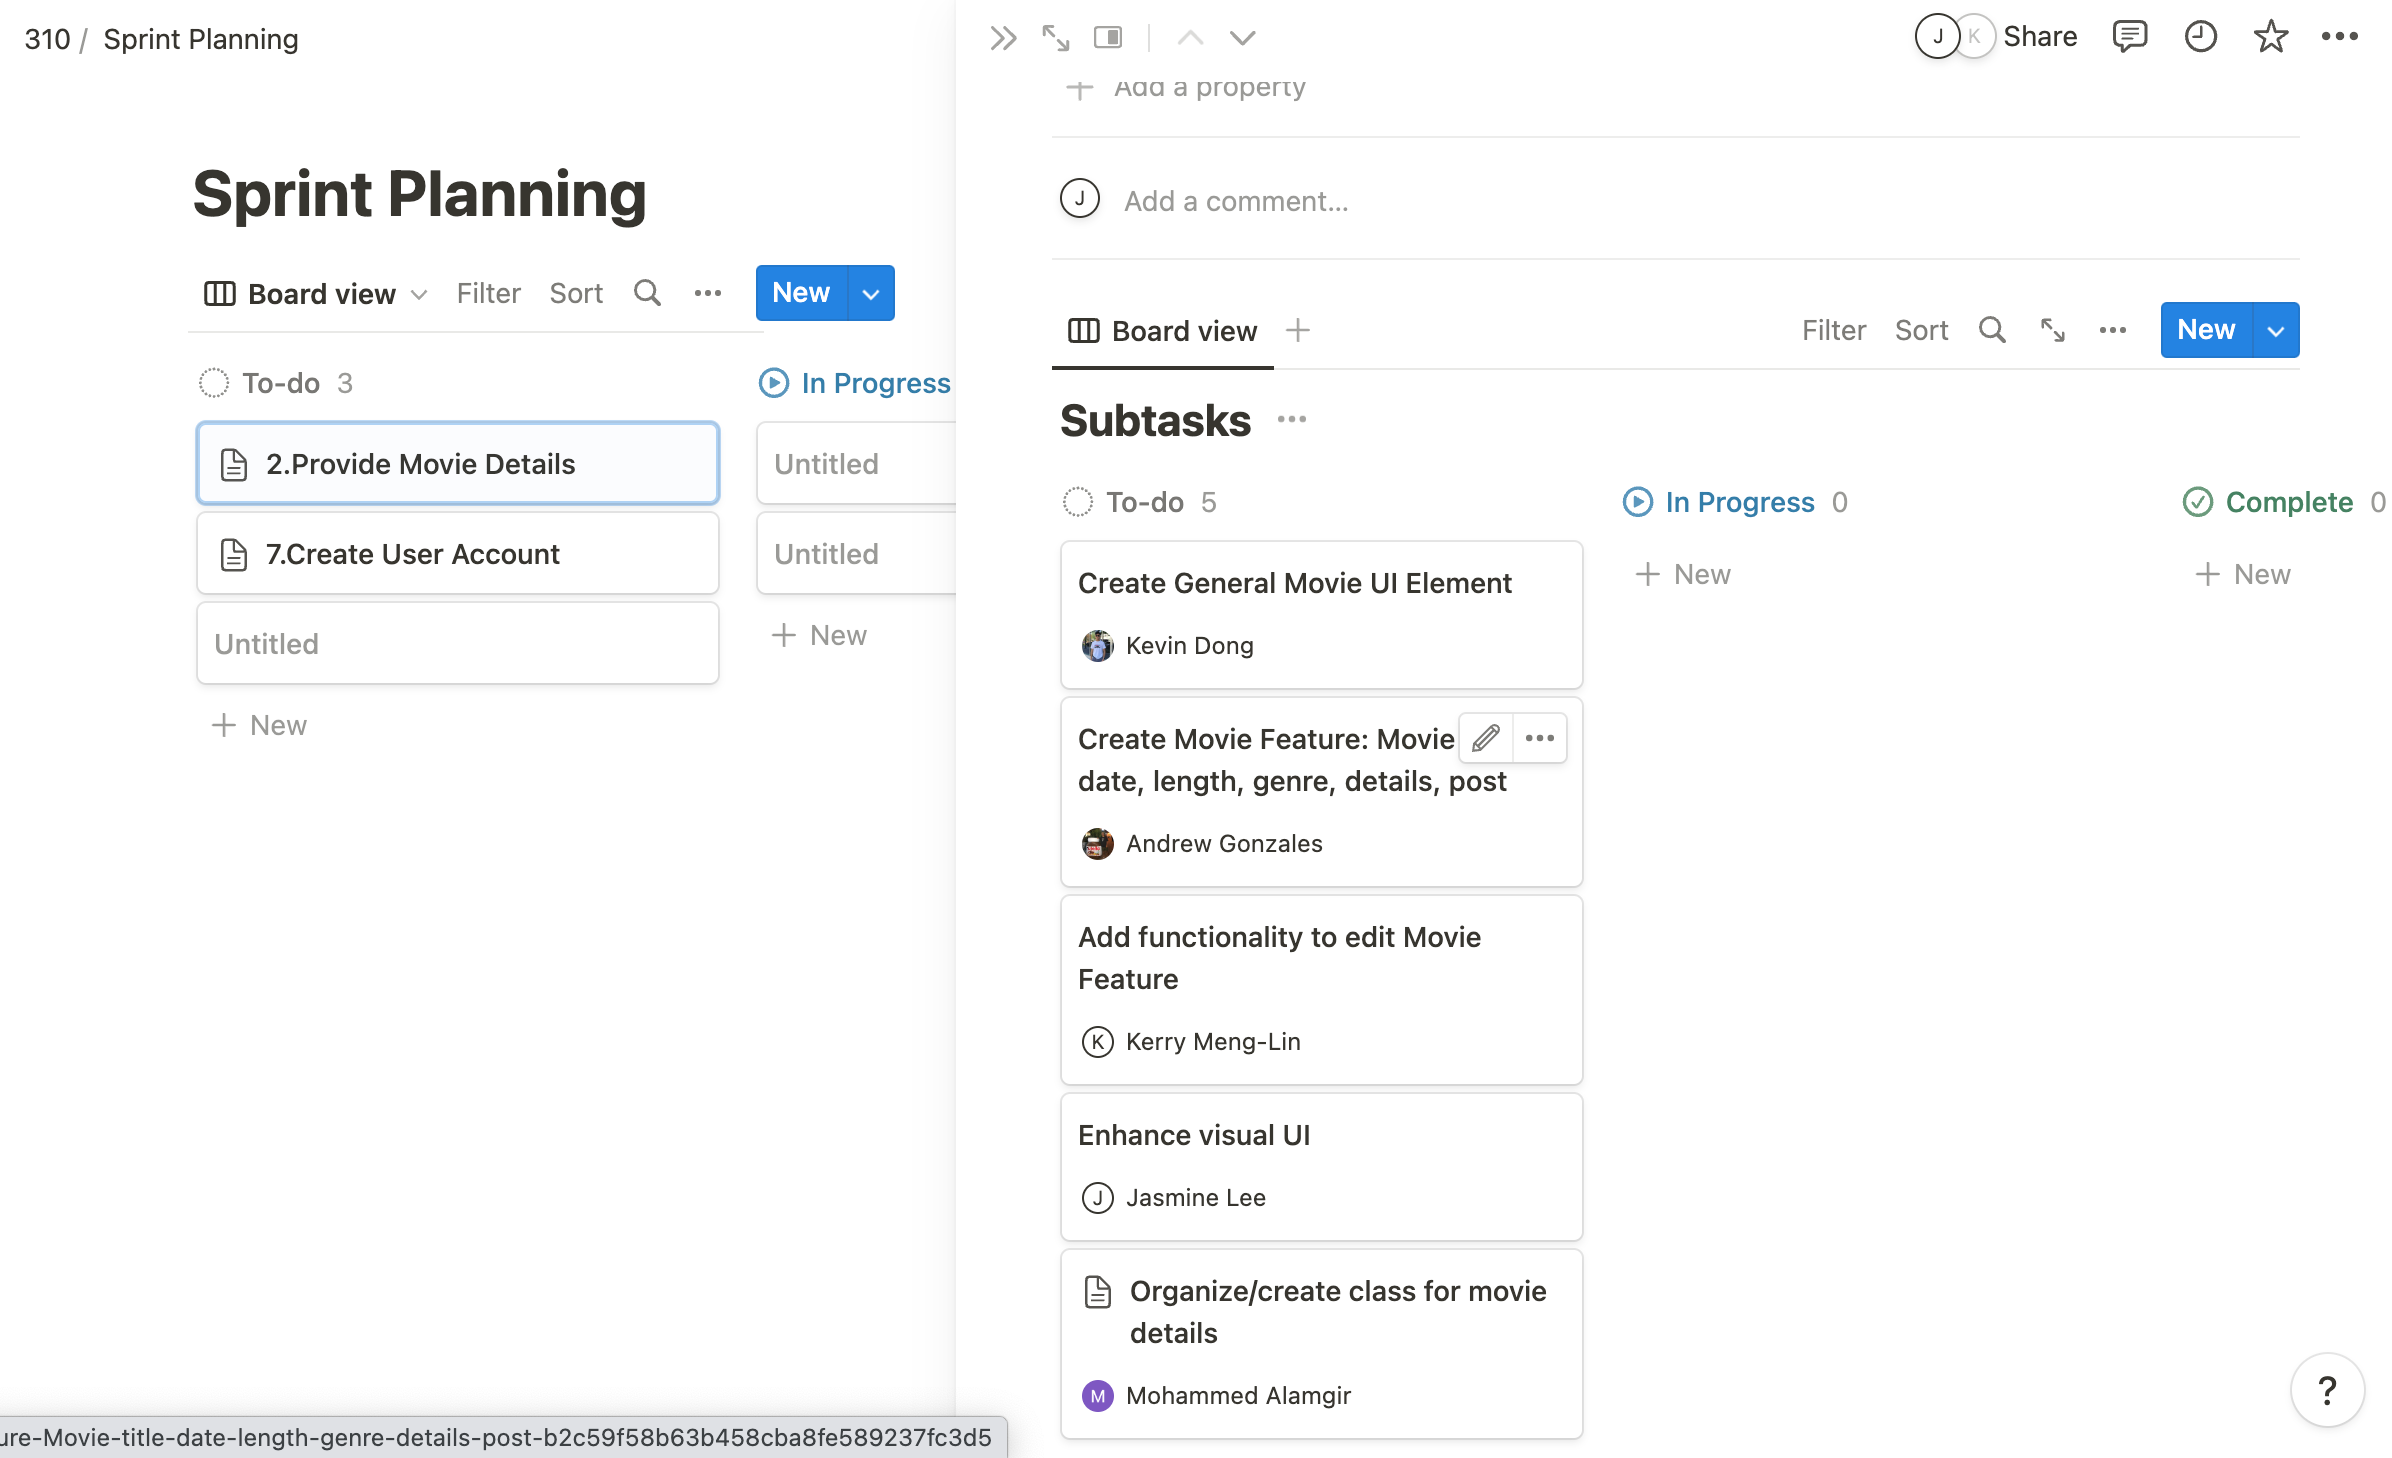 310 / Sprint Planning
J K Share
Add a property
Sprint Planning
J Add a comment...
Board view Filter Sort New
Board view Filter Sort New
To-do 3
In Progress
2.Provide Movie Details
7.Create User Account
Untitled
New
Untitled
Untitled
New
Subtasks
To-do 5
In Progress 0
Complete 0
New
New
Create General Movie UI Element
Kevin Dong
Create Movie Feature: Movie
date, length, genre, details, post
Andrew Gonzales
Add functionality to edit Movie
Feature
K Kerry Meng-Lin
Enhance visual UI
J Jasmine Lee
Organize/create class for movie
details
M Mohammed Alamgir
?
ure-Movie-title-date-length-genre-details-post-b2c59f58b63b458cba8fe589237fc3d5